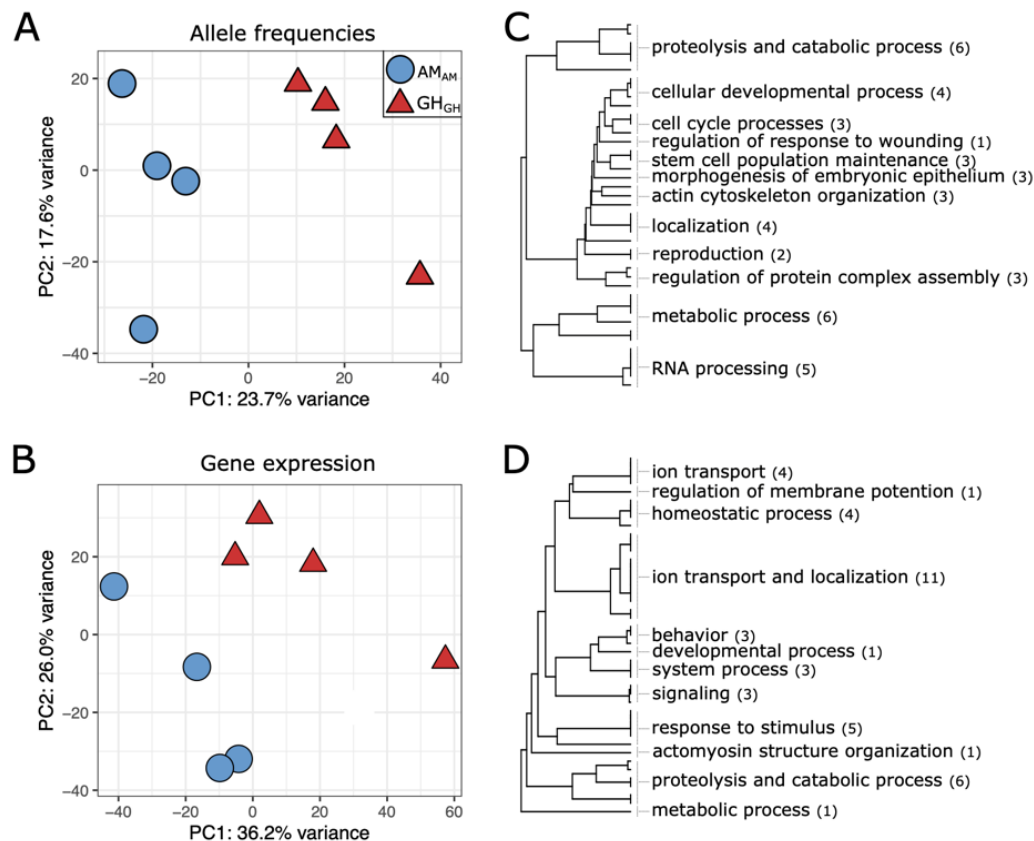 A
Allele frequencies
AM_AM
GH_GH
20
0
−20
−40
−20
0
20
40
PC2: 17.6% variance
PC1: 23.7% variance
B
Gene expression
20
0
−20
−40
−40
−20
0
20
40
60
PC2: 26.0% variance
PC1: 36.2% variance
C
proteolysis and catabolic process (6)
cellular developmental process (4)
cell cycle processes (3)
regulation of response to wounding (1)
stem cell population maintenance (3)
morphogenesis of embryonic epithelium (3)
actin cytoskeleton organization (3)
localization (4)
reproduction (2)
regulation of protein complex assembly (3)
metabolic process (6)
RNA processing (5)
D
ion transport (4)
regulation of membrane potention (1)
homeostatic process (4)
ion transport and localization (11)
behavior (3)
developmental process (1)
system process (3)
signaling (3)
response to stimulus (5)
actomyosin structure organization (1)
proteolysis and catabolic process (6)
metabolic process (1)